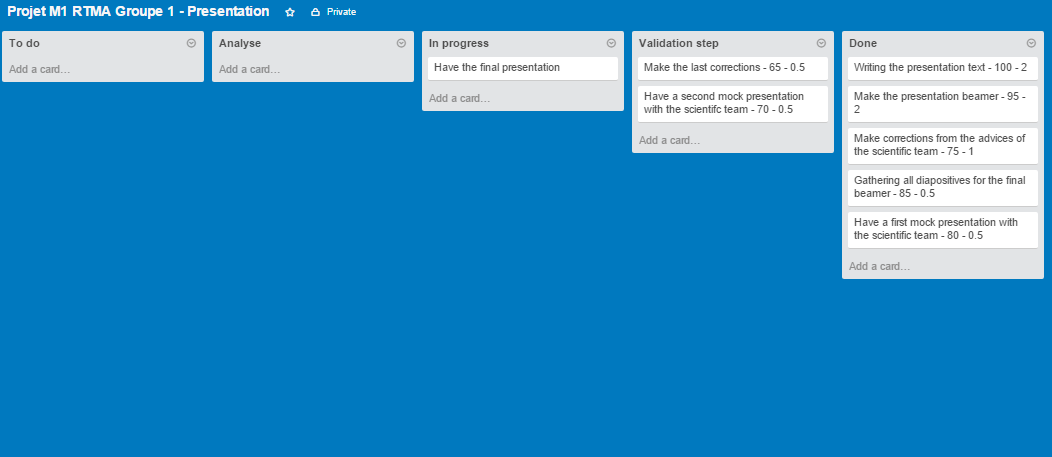 Projet M1 RTMA Groupe 1 - Presentation
Private
To do
Add a card...
Analyse
Add a card...
In progress
Have the final presentation
Add a card...
Validation step
Make the last corrections - 65 - 0.5
Have a second mock presentation
with the scientifc team - 70 - 0.5
Add a card...
Done
Writing the presentation text - 100 - 2
Make the presentation beamer - 95 -
2
Make corrections from the advices of
the scientific team - 75 - 1
Gathering all diapositives for the final
beamer - 85 - 0.5
Have a first mock presentation with
the scientific team - 80 - 0.5
Add a card...